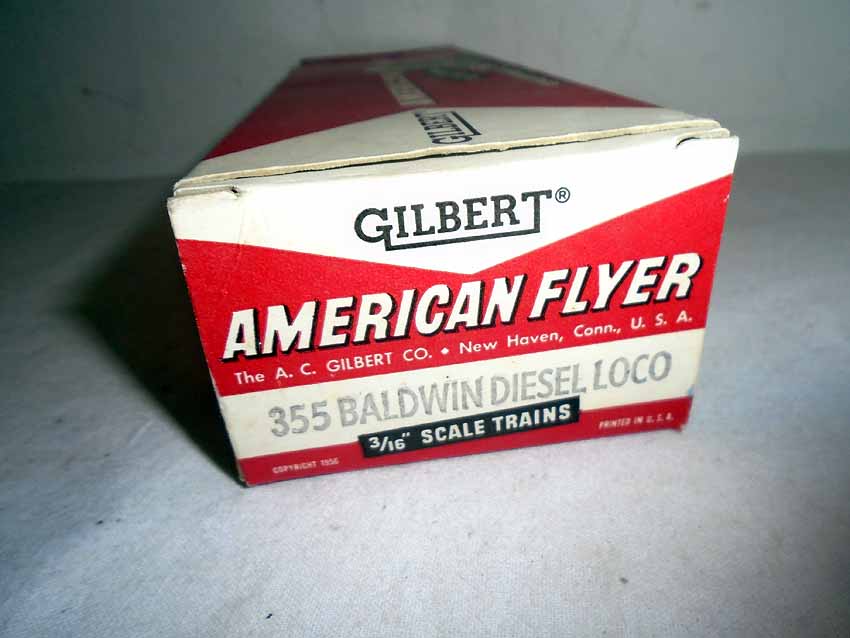 GILBERT
GILBERT®
AMERICAN FLYER
The A. C. GILBERT CO. • New Haven, Conn., U. S. A.
355 BALDWIN DIESEL LOCO
3/16" SCALE TRAINS
PRINTED IN U. S. A.
COPYRIGHT 1956